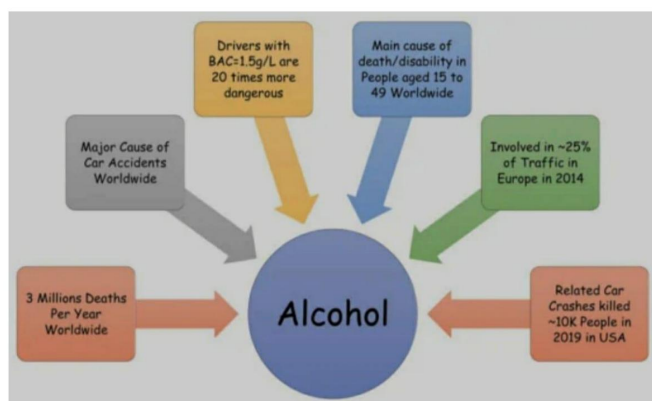 Drivers with
BAC=1.5g/L are
20 times more
dangerous
Main cause of
death/disability in
People aged 15 to
49 Worldwide
Major Cause of
Car Accidents
Worldwide
Involved in ~25%
of Traffic in
Europe in 2014
3 Millions Deaths
Per Year
Worldwide
Alcohol
Related Car
Crashes killed
~10K People in
2019 in USA